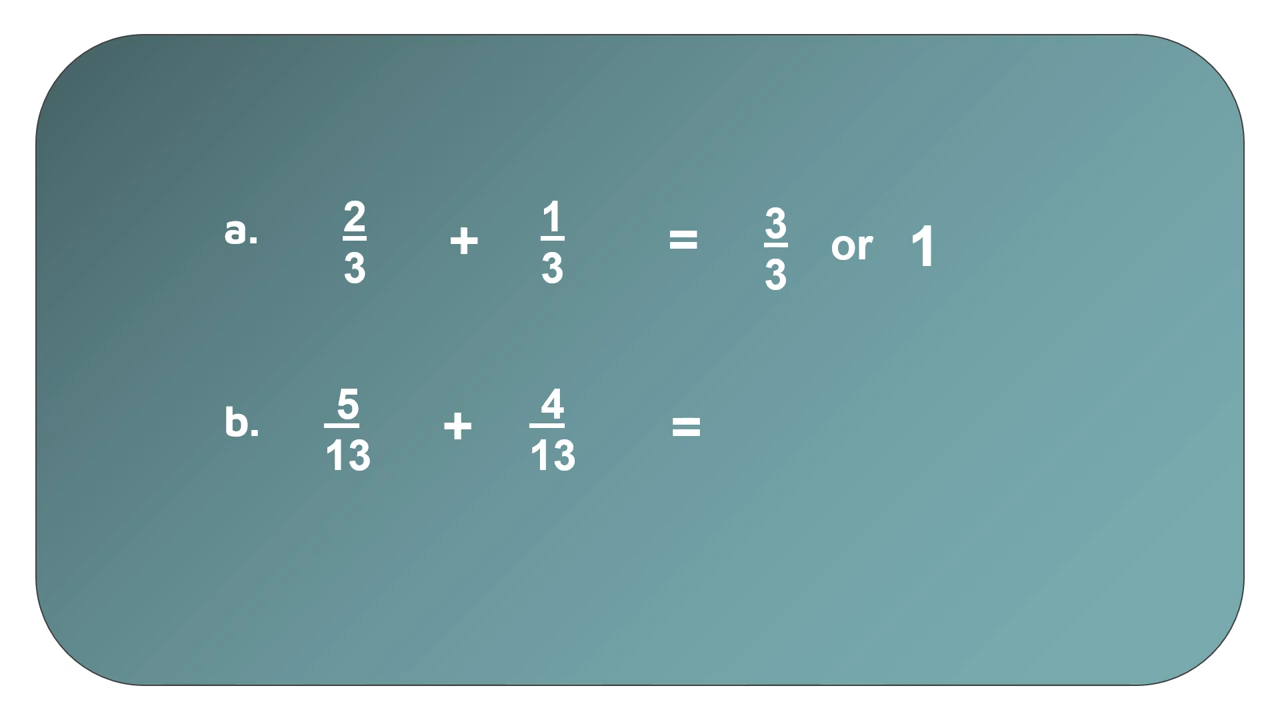 a. 2/3 + 1/3 = 3/3 or 1
b. 5/13 + 4/13 =